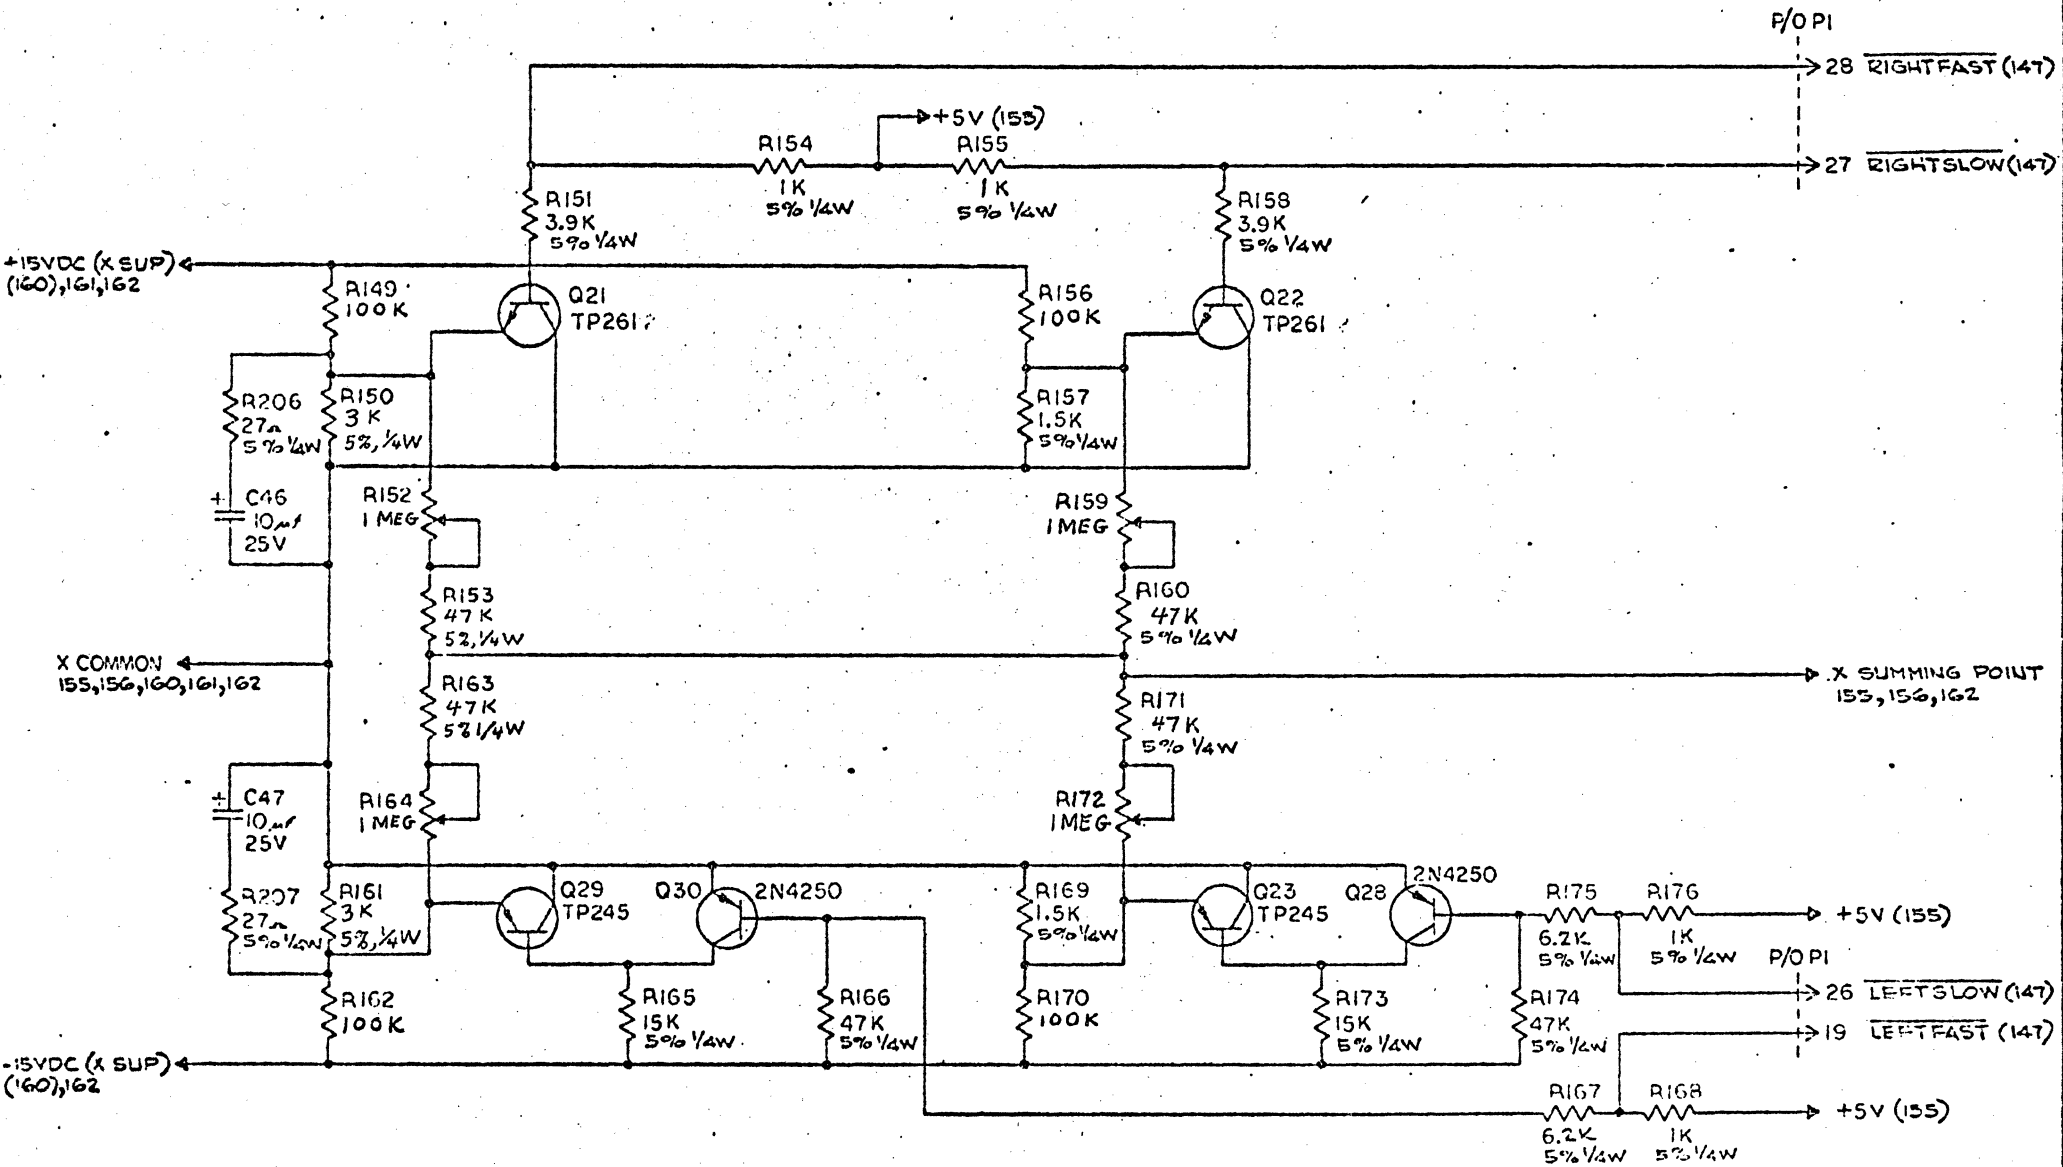 P/O P1
28 RIGHTFAST (147)
+5V (155)
R154
1K
5% 1/4W
R155
1K
5% 1/4W
27 RIGHTSLOW (147)
R151
3.9K
5% 1/4W
R158
3.9K
5% 1/4W
+15VDC (X SUP)
(160),161,162
R149
100K
Q21
TP261
R156
100K
Q22
TP261
R206
27Ω
5% 1/4W
R150
3K
5%, 1/4W
R157
1.5K
5% 1/4W
+ C46
10µf
25V
R152
1 MEG
R159
1MEG
R153
47K
5%, 1/4W
R160
47K
5% 1/4W
X COMMON
155,156,160,161,162
X SUMMING POINT
155,156,162
R163
47K
5% 1/4W
R171
47K
5% 1/4W
+ C47
10µf
25V
R164
1MEG
R172
1MEG
R207
27Ω
5% 1/4W
R161
3K
5%, 1/4W
Q29
TP245
Q30
2N4250
R169
1.5K
5% 1/4W
Q23
TP245
Q28
2N4250
R175
6.2K
5% 1/4W
R176
1K
5% 1/4W
+5V (155)
P/O P1
R162
100K
R165
15K
5% 1/4W
R166
47K
5% 1/4W
R170
100K
R173
15K
5% 1/4W
R174
47K
5% 1/4W
26 LEFTSLOW (147)
19 LEFTFAST (147)
-15VDC (X SUP)
(160),162
R167
6.2K
5% 1/4W
R168
1K
5% 1/4W
+5V (155)